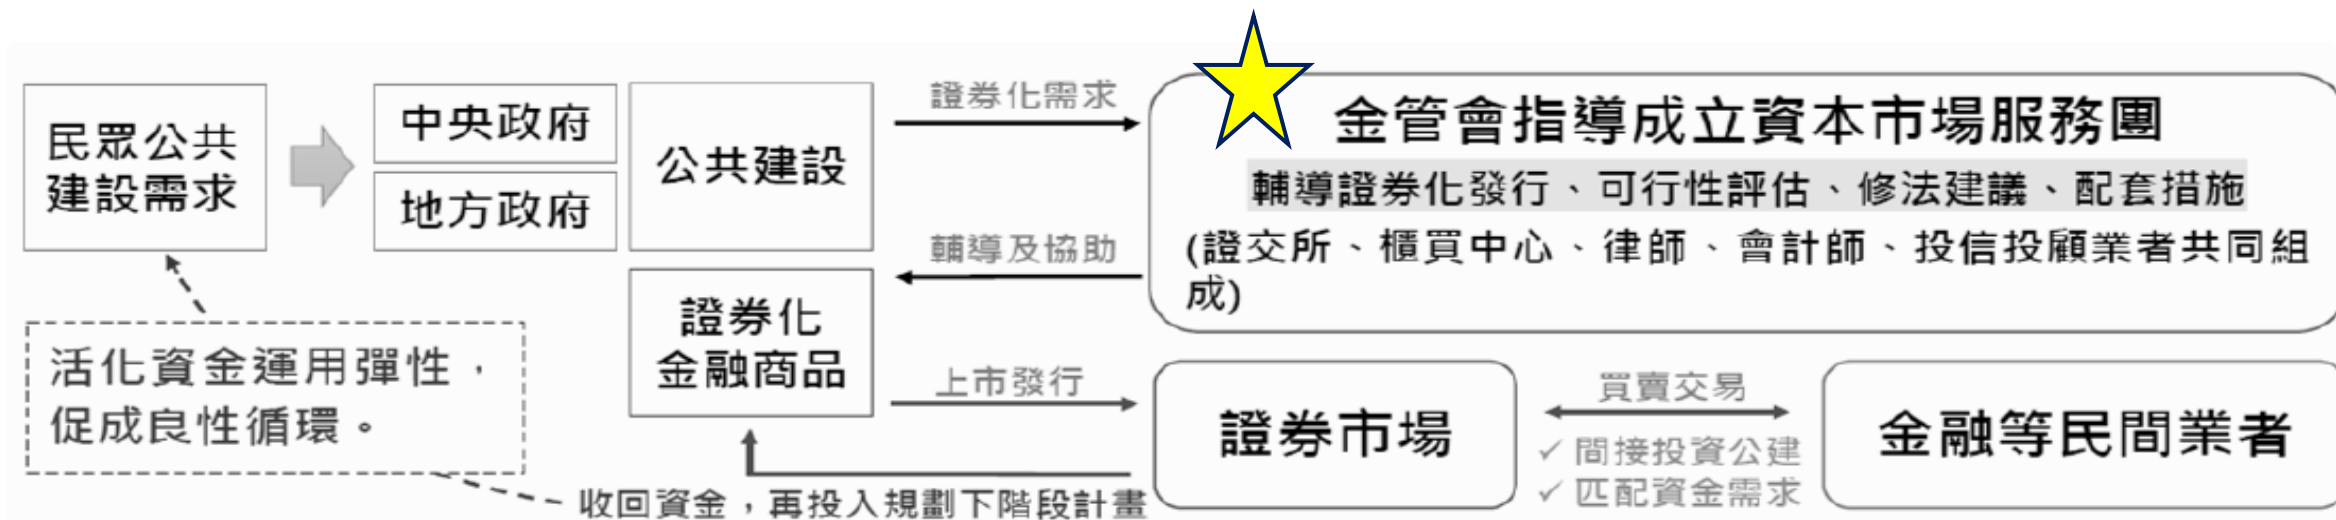 民眾公共
建設需求
中央政府
地方政府
公共建設
證券化需求
輔導及協助
金管會指導成立資本市場服務團
輔導證券化發行、可行性評估、修法建議、配套措施
(證交所、櫃買中心、律師、會計師、投信投顧業者共同組
成)
活化資金運用彈性，
促成良性循環。
證券化
金融商品
上市發行
證券市場
買賣交易
✓ 間接投資公建
✓ 匹配資金需求
金融等民間業者
收回資金，再投入規劃下階段計畫